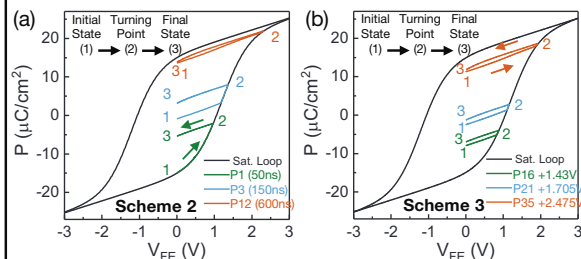 (a)
Initial Turning Final
State Point State
(1) (2) (3)
P (μC/cm²)
20
10
0
-10
-20
3
1
2
3
1
2
3
1
2
Sat. Loop
P1 (50ns)
P3 (150ns)
P12 (600ns)
Scheme 2
-3 -2 -1 0 1 2 3
V_FE (V)
(b)
Initial Turning Final
State Point State
(1) (2) (3)
P (μC/cm²)
20
10
0
-10
-20
3
1
2
3
1
2
3
1
2
Sat. Loop
P16 +1.43V
P21 +1.705V
P35 +2.475V
Scheme 3
-3 -2 -1 0 1 2 3
V_FE (V)